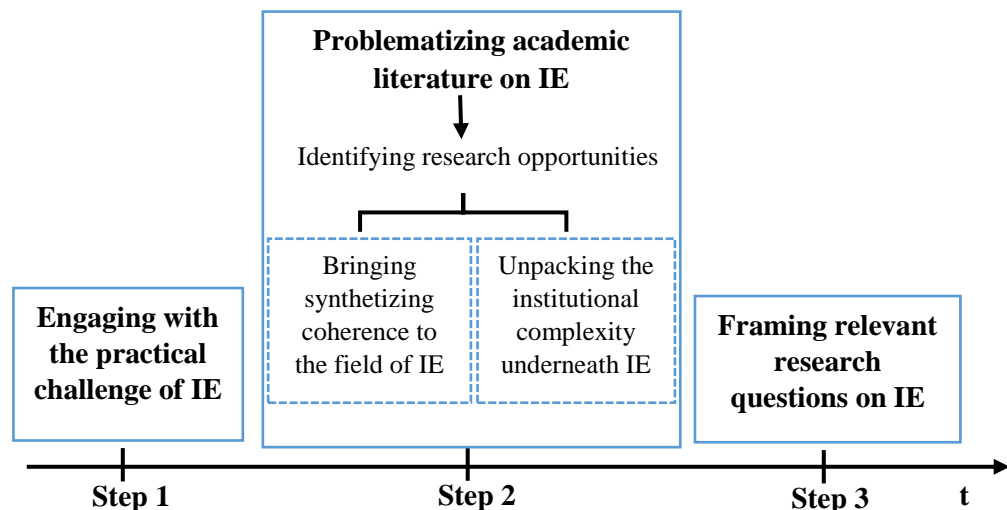 Problematizing academic
literature on IE
Identifying research opportunities
Bringing
synthetizing
coherence to
the field of IE
Unpacking the
institutional
complexity
underneath IE
Engaging with
the practical
challenge of IE
Framing relevant
research
questions on IE
Step 1
Step 2
Step 3
t